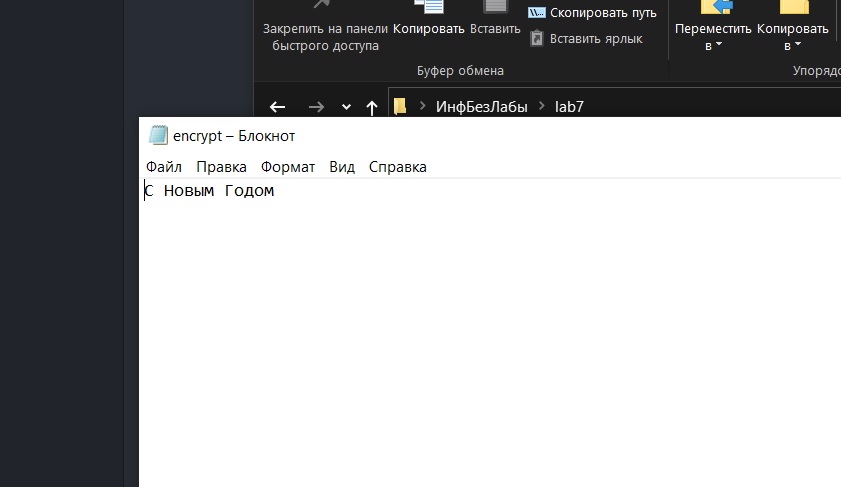 Закрепить на панели
быстрого доступа
Копировать
Вставить
Скопировать путь
Вставить ярлык
Переместить
в
Копировать
в
Буфер обмена
Упорядо
ИнфБезЛабы > lab7
encrypt – Блокнот
Файл Правка Формат Вид Справка
С Новым Годом